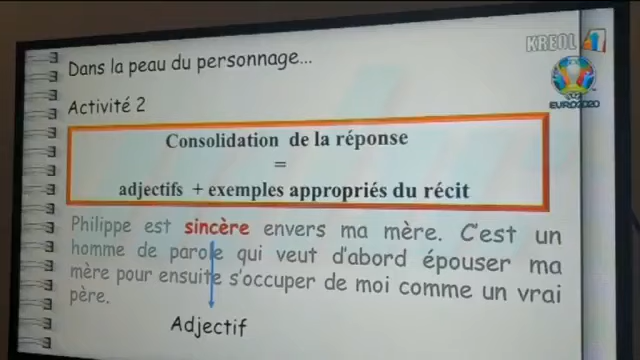 Dans la peau du personnage...
KREOL 1
Activité 2
EURO2020
Consolidation de la réponse
=
adjectifs + exemples appropriés du récit
Philippe est sincère envers ma mère. C'est un
homme de parole qui veut d'abord épouser ma
mère pour ensuite s'occuper de moi comme un vrai
père.
Adjectif